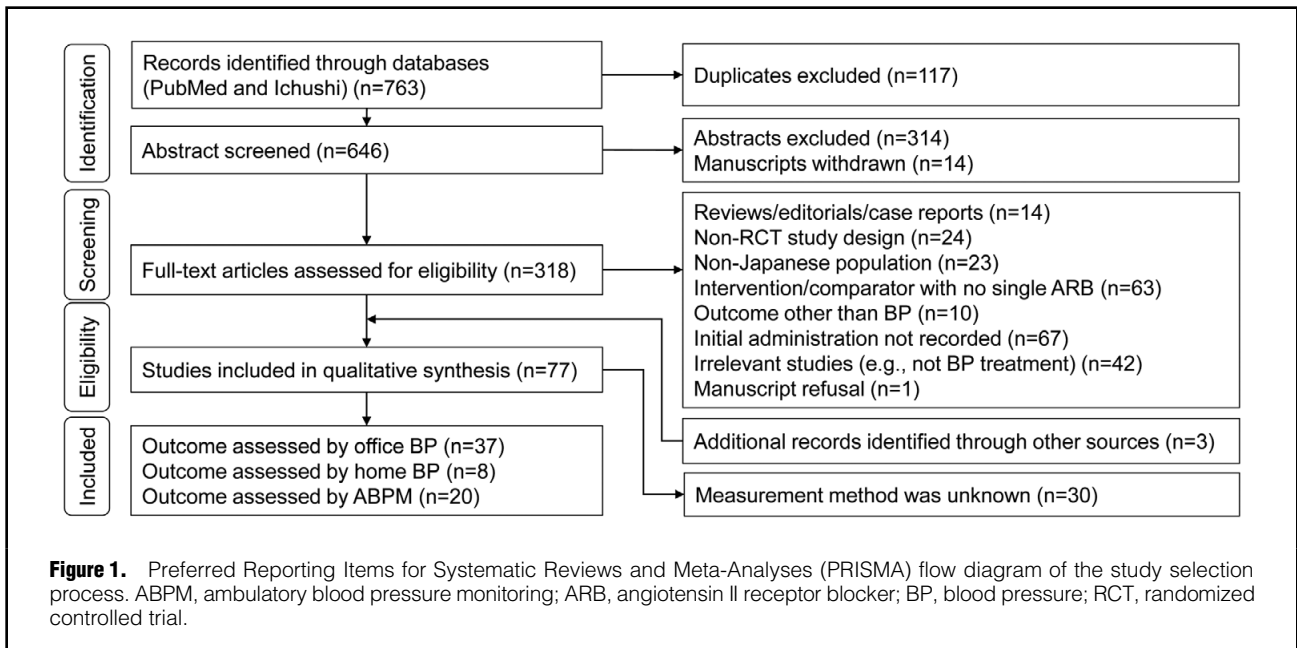 Identification
Records identified through databases
(PubMed and Ichushi) (n=763)
Duplicates excluded (n=117)
Abstract screened (n=646)
Abstracts excluded (n=314)
Manuscripts withdrawn (n=14)
Screening
Full-text articles assessed for eligibility (n=318)
Reviews/editorials/case reports (n=14)
Non-RCT study design (n=24)
Non-Japanese population (n=23)
Intervention/comparator with no single ARB (n=63)
Outcome other than BP (n=10)
Initial administration not recorded (n=67)
Irrelevant studies (e.g., not BP treatment) (n=42)
Manuscript refusal (n=1)
Eligibility
Studies included in qualitative synthesis (n=77)
Additional records identified through other sources (n=3)
Included
Outcome assessed by office BP (n=37)
Outcome assessed by home BP (n=8)
Outcome assessed by ABPM (n=20)
Measurement method was unknown (n=30)
Figure 1. Preferred Reporting Items for Systematic Reviews and Meta-Analyses (PRISMA) flow diagram of the study selection
process. ABPM, ambulatory blood pressure monitoring; ARB, angiotensin II receptor blocker; BP, blood pressure; RCT, randomized
controlled trial.